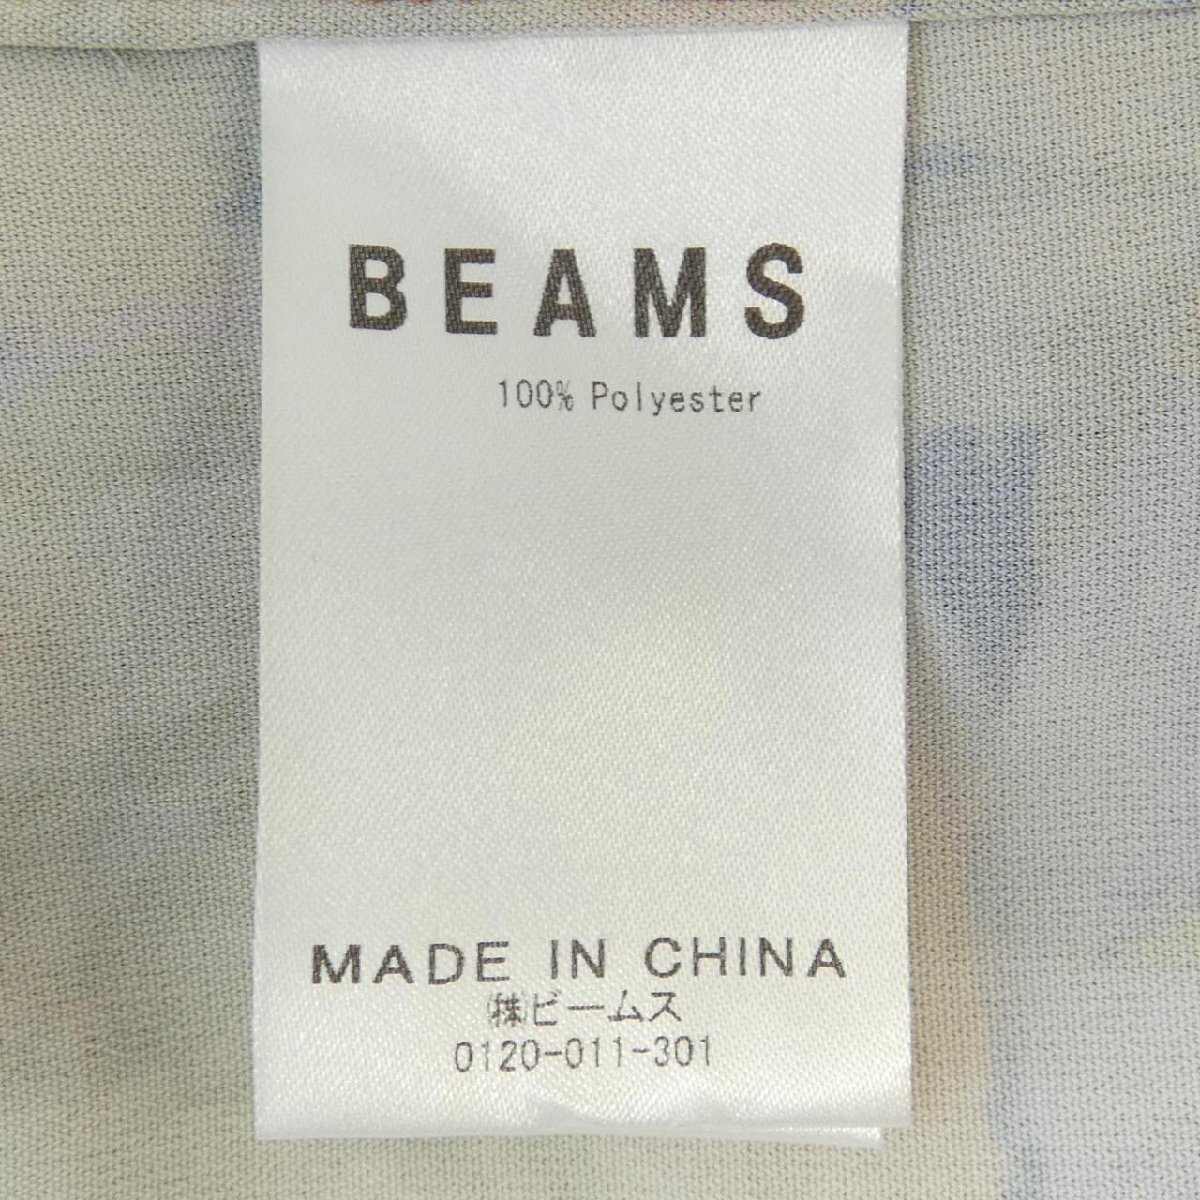 BEAMS
100% Polyester
MADE IN CHINA
㈱ビームス
0120-011-301